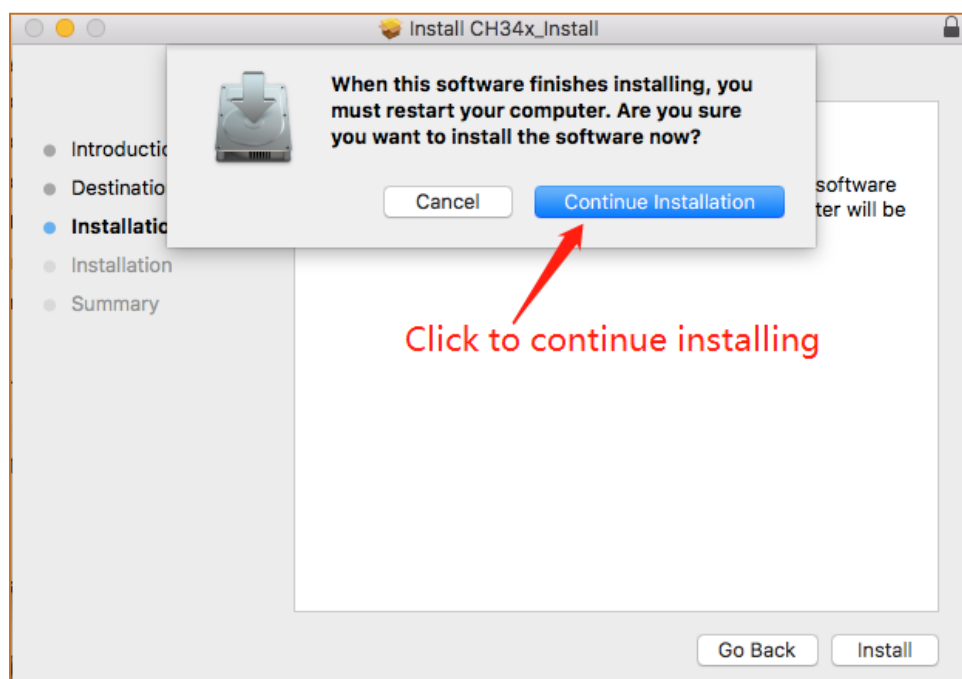 Install CH34x_Install
When this software finishes installing, you
must restart your computer. Are you sure
you want to install the software now?
Cancel
Continue Installation
Introductio
Destinatio
Installatio
Installation
Summary
software
ter will be
Click to continue installing
Go Back
Install